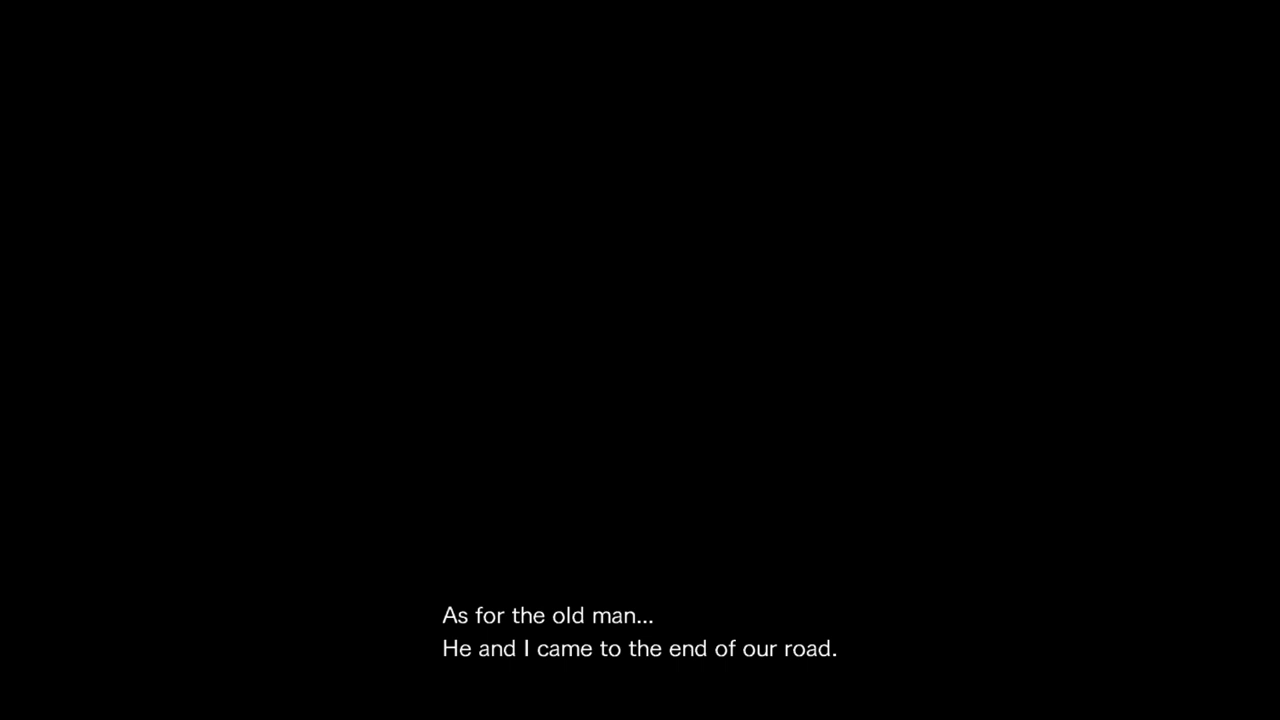 As for the old man...
He and I came to the end of our road.